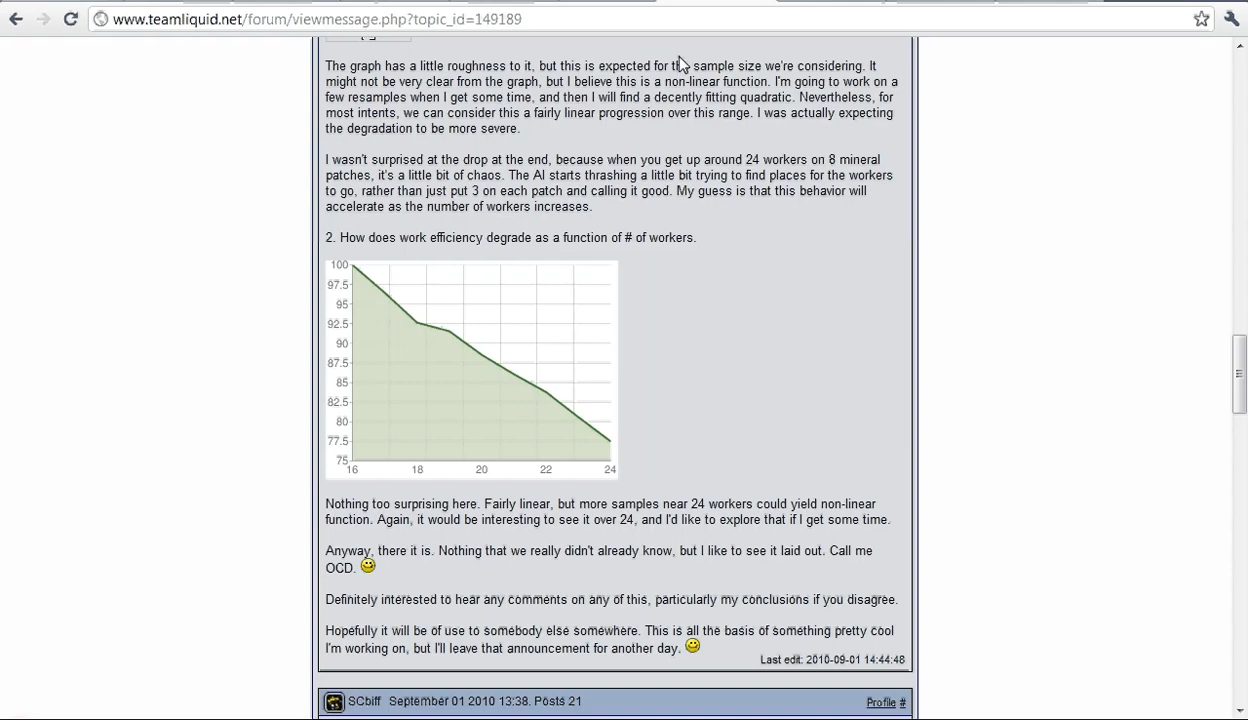 www.teamliquid.net/forum/viewmessage.php?topic_id=149189
The graph has a little roughness to it, but this is expected for the sample size we're considering. It
might not be very clear from the graph, but I believe this is a non-linear function. I'm going to work on a
few resamples when I get some time, and then I will find a decently fitting quadratic. Nevertheless, for
most intents, we can consider this a fairly linear progression over this range. I was actually expecting
the degradation to be more severe.
I wasn't surprised at the drop at the end, because when you get up around 24 workers on 8 mineral
patches, it's a little bit of chaos. The AI starts thrashing a little bit trying to find places for the workers
to go, rather than just put 3 on each patch and calling it good. My guess is that this behavior will
accelerate as the number of workers increases.
2. How does work efficiency degrade as a function of # of workers.
100
97.5
95
92.5
90
87.5
85
82.5
80
77.5
75
16 18 20 22 24
Nothing too surprising here. Fairly linear, but more samples near 24 workers could yield non-linear
function. Again, it would be interesting to see it over 24, and I'd like to explore that if I get some time.
Anyway, there it is. Nothing that we really didn't already know, but I like to see it laid out. Call me
OCD.
Definitely interested to hear any comments on any of this, particularly my conclusions if you disagree.
Hopefully it will be of use to somebody else somewhere. This is all the basis of something pretty cool
I'm working on, but I'll leave that announcement for another day.
Last edit: 2010-09-01 14:44:48
SCbiff September 01 2010 13:38. Posts 21
Profile #